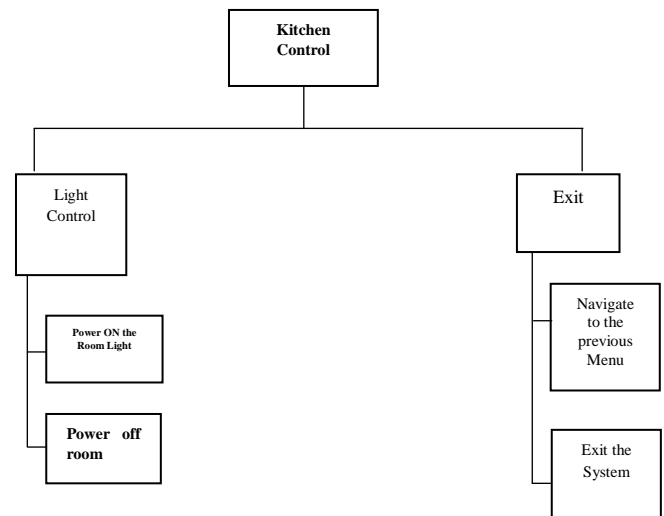 Kitchen
Control
Light
Control
Exit
Power ON the
Room Light
Power off
room
Navigate
to the
previous
Menu
Exit the
System